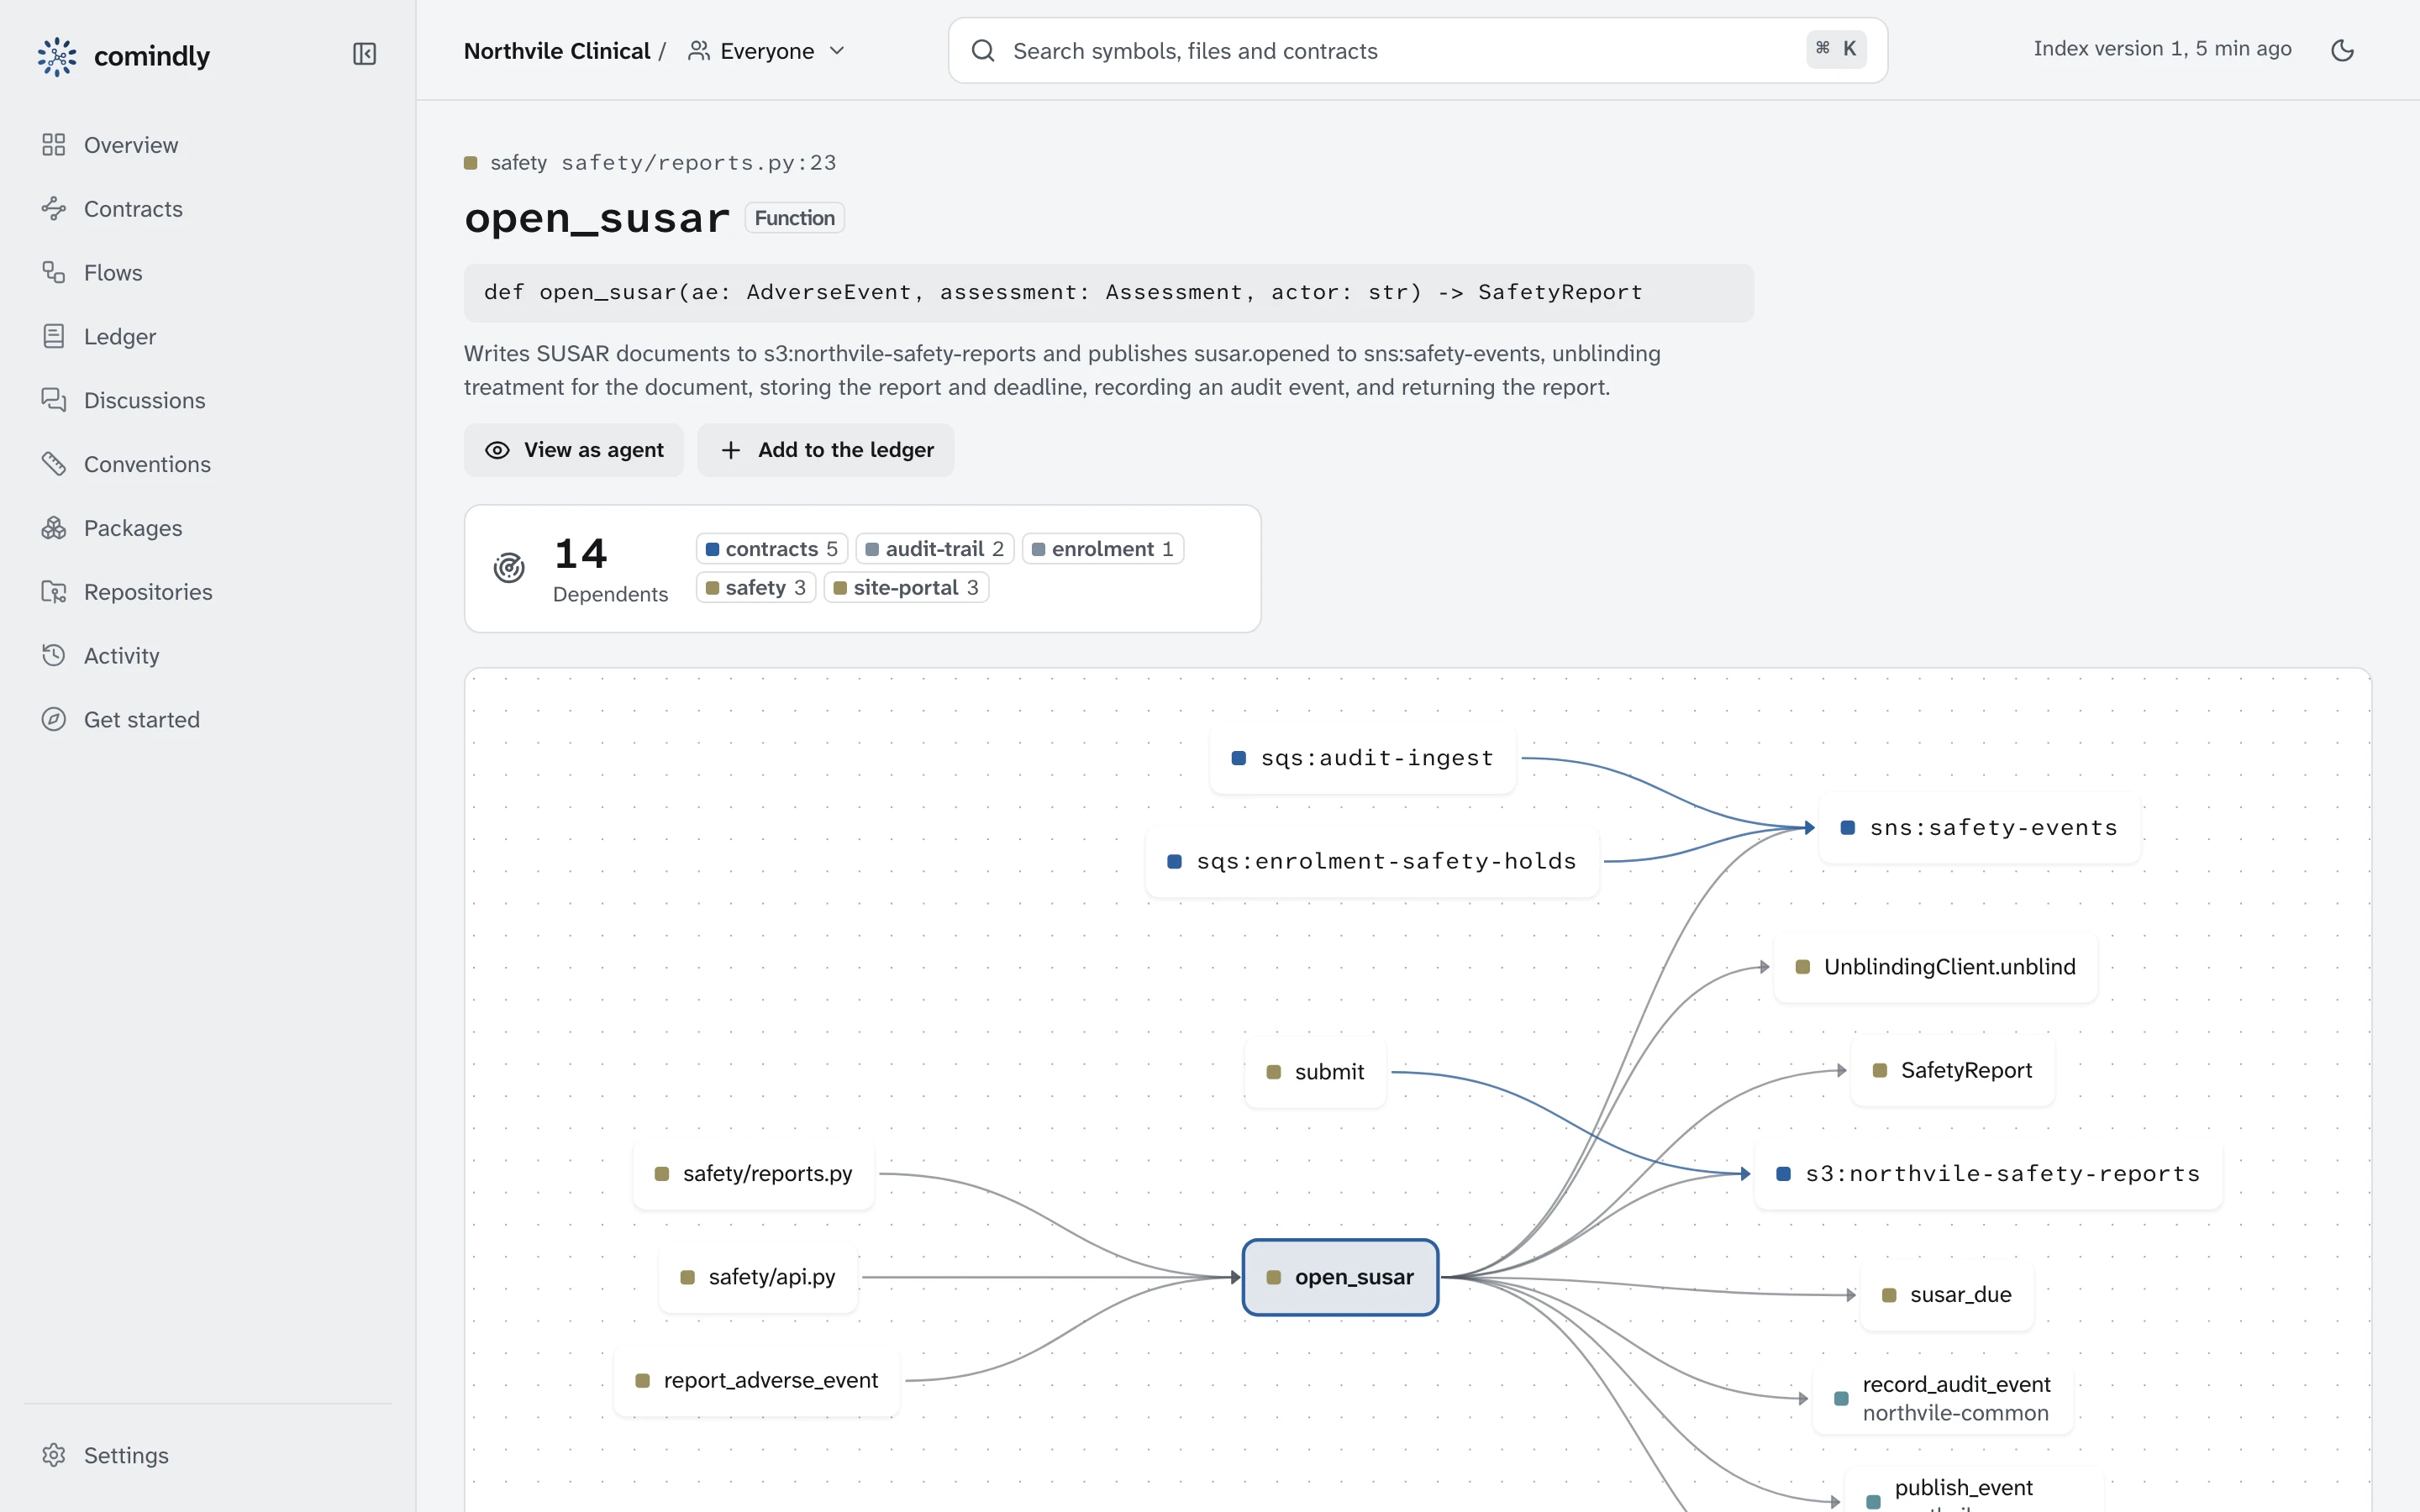 comindly
Northvile Clinical / Everyone
Search symbols, files and contracts
⌘ K
Index version 1, 5 min ago
Overview
Contracts
Flows
Ledger
Discussions
Conventions
Packages
Repositories
Activity
Get started
Settings
safety safety/reports.py:23
open_susar Function
def open_susar(ae: AdverseEvent, assessment: Assessment, actor: str) -> SafetyReport
Writes SUSAR documents to s3:northvile-safety-reports and publishes susar.opened to sns:safety-events, unblinding
treatment for the document, storing the report and deadline, recording an audit event, and returning the report.
View as agent
Add to the ledger
14
Dependents
contracts 5 audit-trail 2 enrolment 1
safety 3 site-portal 3
sqs:audit-ingest
sns:safety-events
sqs:enrolment-safety-holds
UnblindingClient.unblind
submit
SafetyReport
safety/reports.py
s3:northvile-safety-reports
safety/api.py
open_susar
susar_due
report_adverse_event
record_audit_event
northvile-common
publish_event